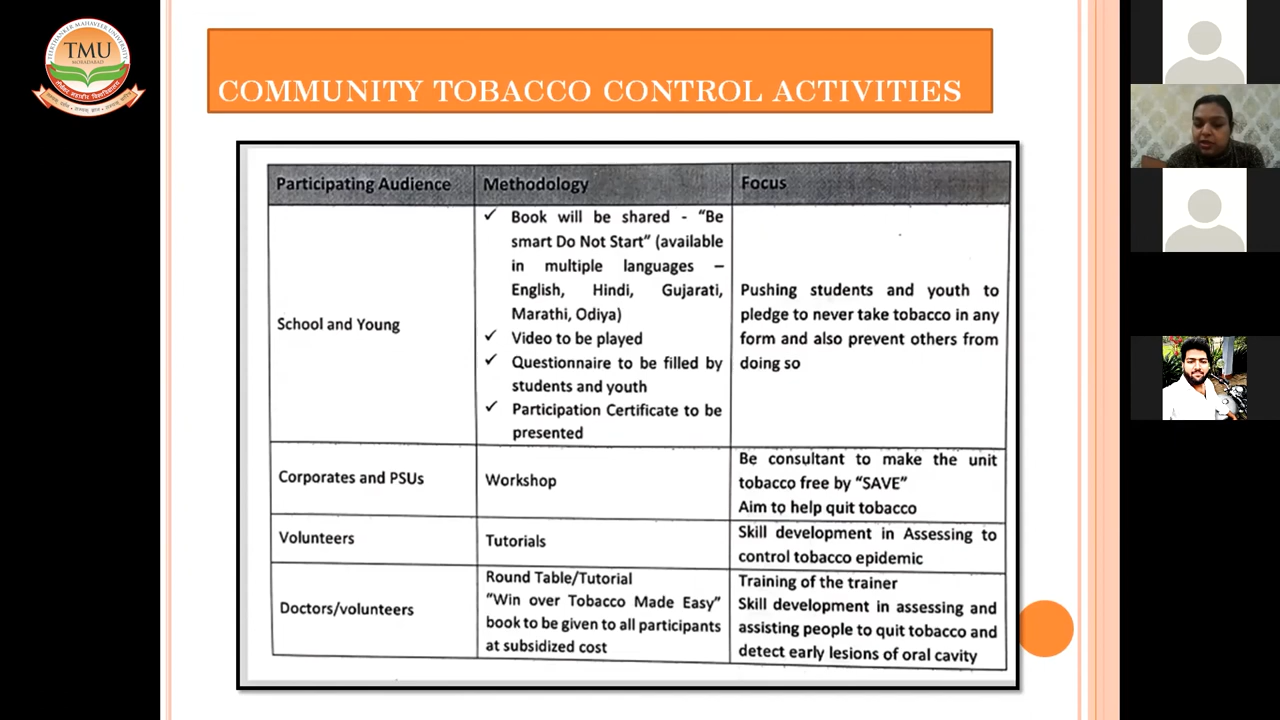 TEERTHANKER MAHAVEER UNIVERSITY
TMU
MORADABAD
COMMUNITY TOBACCO CONTROL ACTIVITIES
Participating Audience
Methodology
Focus
School and Young
✓ Book will be shared - “Be
smart Do Not Start” (available
in multiple languages –
English, Hindi, Gujarati,
Marathi, Odiya)
✓ Video to be played
✓ Questionnaire to be filled by
students and youth
✓ Participation Certificate to be
presented
Pushing students and youth to
pledge to never take tobacco in any
form and also prevent others from
doing so
Corporates and PSUs
Workshop
Be consultant to make the unit
tobacco free by “SAVE”
Aim to help quit tobacco
Volunteers
Tutorials
Skill development in Assessing to
control tobacco epidemic
Doctors/volunteers
Round Table/Tutorial
“Win over Tobacco Made Easy”
book to be given to all participants
at subsidized cost
Training of the trainer
Skill development in assessing and
assisting people to quit tobacco and
detect early lesions of oral cavity